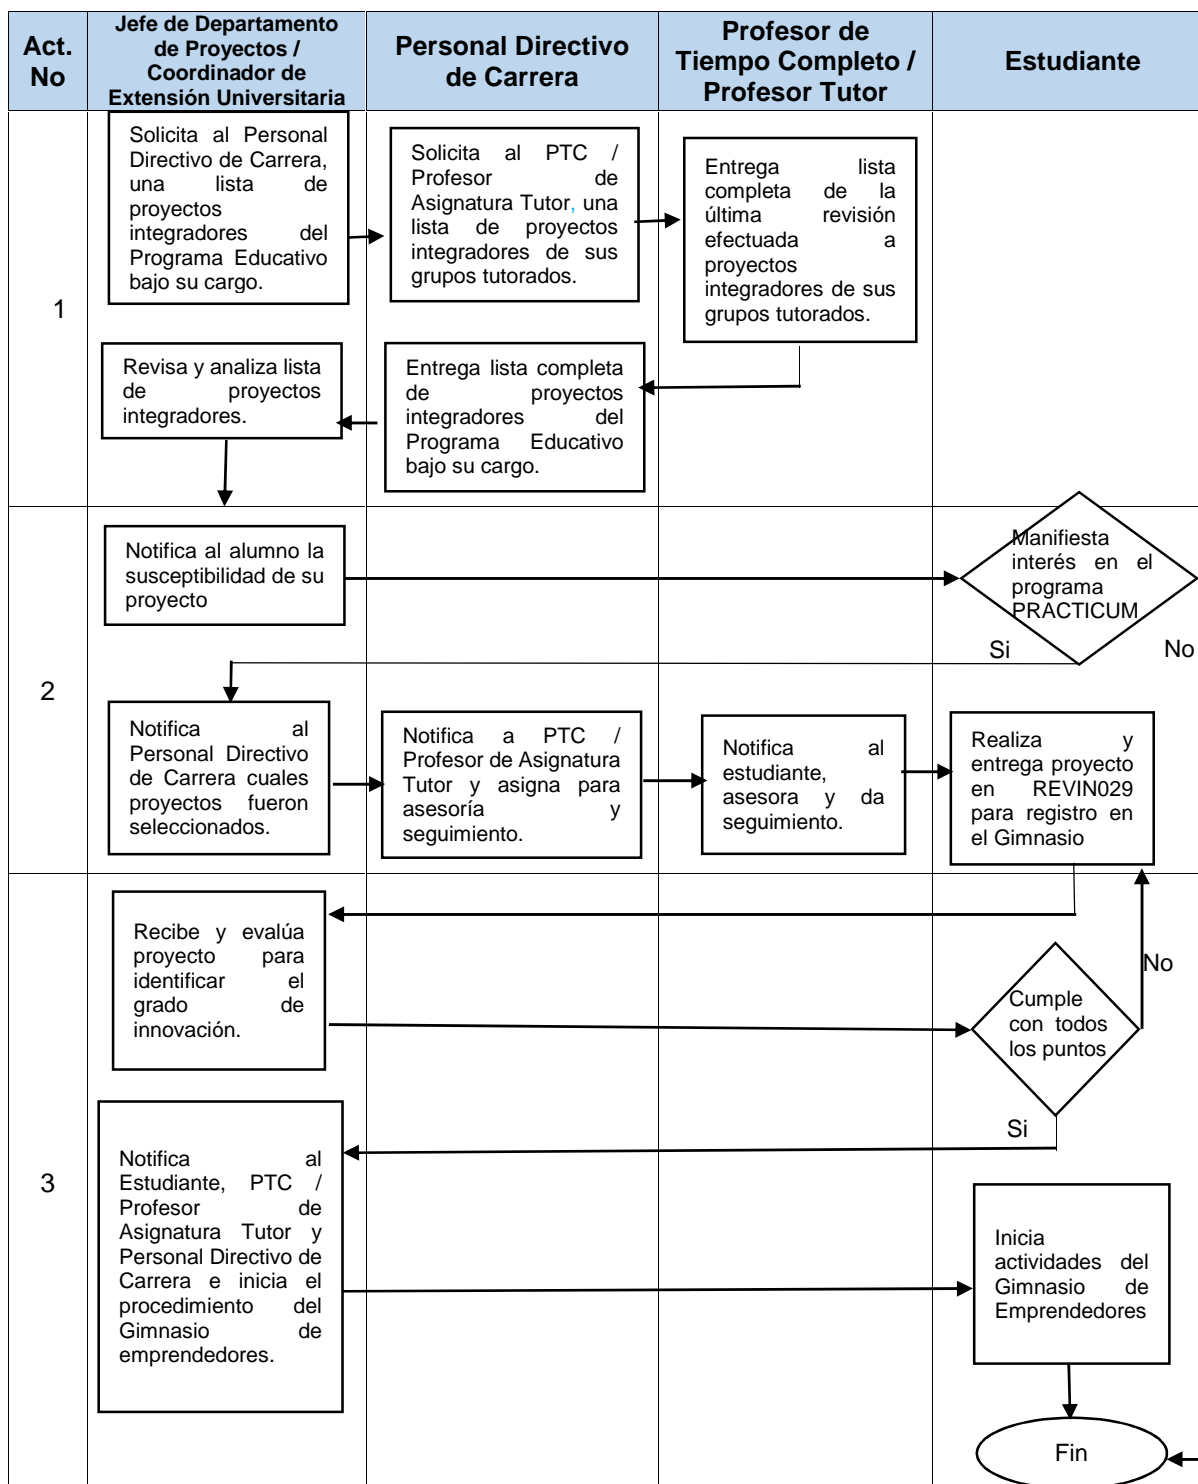 Act.
No
Jefe de Departamento
de Proyectos /
Coordinador de
Extensión Universitaria
Personal Directivo
de Carrera
Profesor de
Tiempo Completo /
Profesor Tutor
Estudiante
1
Solicita al Personal
Directivo de Carrera,
una lista de
proyectos
integradores del
Programa Educativo
bajo su cargo.
Solicita al PTC /
Profesor de
Asignatura Tutor, una
lista de proyectos
integradores de sus
grupos tutorados.
Entrega lista
completa de la
última revisión
efectuada a
proyectos
integradores de sus
grupos tutorados.
Revisa y analiza lista
de proyectos
integradores.
Entrega lista completa
de proyectos
integradores del
Programa Educativo
bajo su cargo.
2
Notifica al alumno la
susceptibilidad de su
proyecto
Manifiesta
interés en el
programa
PRACTICUM
Si
No
Notifica al
Personal Directivo
de Carrera cuales
proyectos fueron
seleccionados.
Notifica a PTC /
Profesor de Asignatura
Tutor y asigna para
asesoría y
seguimiento.
Notifica al
estudiante,
asesora y da
seguimiento.
Realiza y
entrega proyecto
en REVIN029
para registro en
el Gimnasio
3
Recibe y evalúa
proyecto para
identificar el
grado de
innovación.
Cumple
con todos
los puntos
No
Si
Notifica al
Estudiante, PTC /
Profesor de
Asignatura Tutor y
Personal Directivo de
Carrera e inicia el
procedimiento del
Gimnasio de
emprendedores.
Inicia
actividades del
Gimnasio de
Emprendedores
Fin